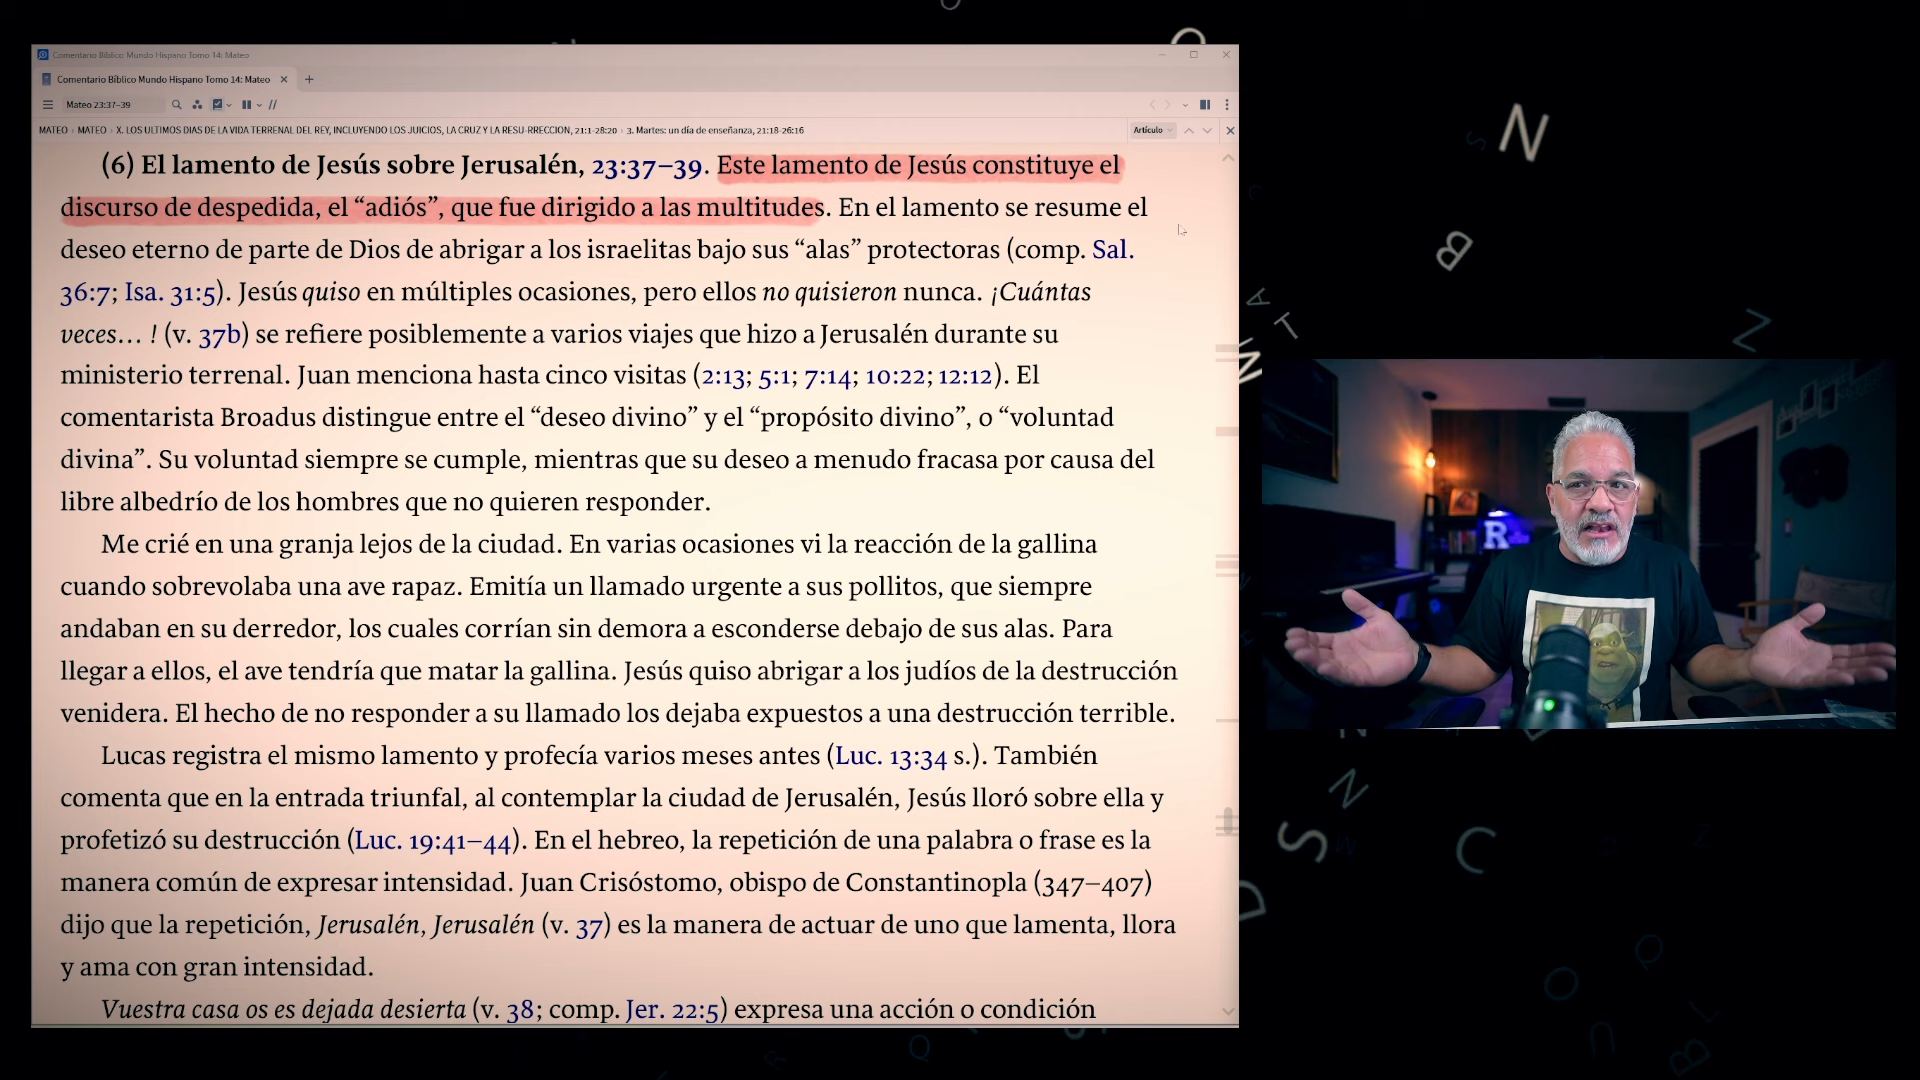 Comentario Bíblico Mundo Hispano Tomo 14: Mateo
Comentario Bíblico Mundo Hispano Tomo 14: Mateo
Mateo 23:37–39
MATEO › MATEO › X. LOS ULTIMOS DIAS DE LA VIDA TERRENAL DEL REY, INCLUYENDO LOS JUICIOS, LA CRUZ Y LA RESU-RRECCION, 21:1-28:20 › 3. Martes: un día de enseñanza, 21:18-26:16
Artículo
(6) El lamento de Jesús sobre Jerusalén, 23:37–39. Este lamento de Jesús constituye el
discurso de despedida, el “adiós”, que fue dirigido a las multitudes. En el lamento se resume el
deseo eterno de parte de Dios de abrigar a los israelitas bajo sus “alas” protectoras (comp. Sal.
36:7; Isa. 31:5). Jesús quiso en múltiples ocasiones, pero ellos no quisieron nunca. ¡Cuántas
veces… ! (v. 37b) se refiere posiblemente a varios viajes que hizo a Jerusalén durante su
ministerio terrenal. Juan menciona hasta cinco visitas (2:13; 5:1; 7:14; 10:22; 12:12). El
comentarista Broadus distingue entre el “deseo divino” y el “propósito divino”, o “voluntad
divina”. Su voluntad siempre se cumple, mientras que su deseo a menudo fracasa por causa del
libre albedrío de los hombres que no quieren responder.
Me crié en una granja lejos de la ciudad. En varias ocasiones vi la reacción de la gallina
cuando sobrevolaba una ave rapaz. Emitía un llamado urgente a sus pollitos, que siempre
andaban en su derredor, los cuales corrían sin demora a esconderse debajo de sus alas. Para
llegar a ellos, el ave tendría que matar la gallina. Jesús quiso abrigar a los judíos de la destrucción
venidera. El hecho de no responder a su llamado los dejaba expuestos a una destrucción terrible.
Lucas registra el mismo lamento y profecía varios meses antes (Luc. 13:34 s.). También
comenta que en la entrada triunfal, al contemplar la ciudad de Jerusalén, Jesús lloró sobre ella y
profetizó su destrucción (Luc. 19:41–44). En el hebreo, la repetición de una palabra o frase es la
manera común de expresar intensidad. Juan Crisóstomo, obispo de Constantinopla (347–407)
dijo que la repetición, Jerusalén, Jerusalén (v. 37) es la manera de actuar de uno que lamenta, llora
y ama con gran intensidad.
Vuestra casa os es dejada desierta (v. 38; comp. Jer. 22:5) expresa una acción o condición